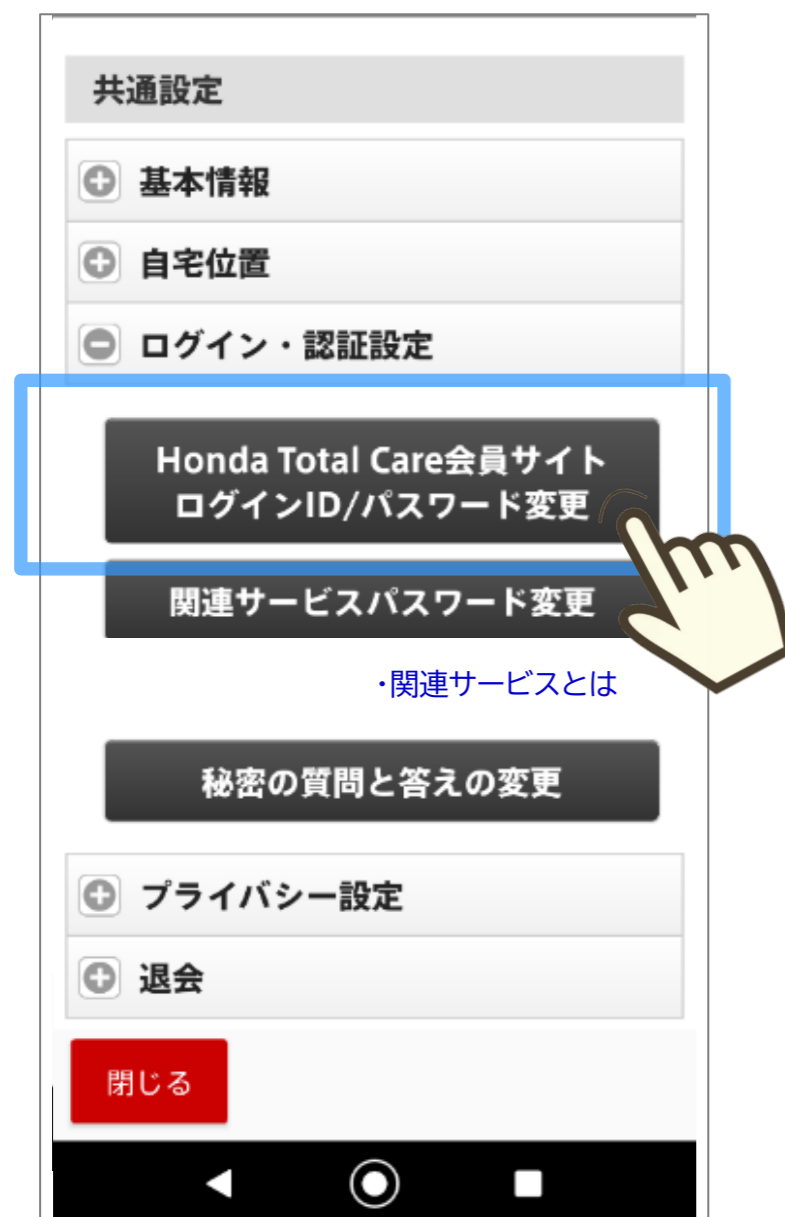 共通設定
基本情報
自宅位置
ログイン・認証設定
Honda Total Care会員サイト
ログインID/パスワード変更
関連サービスパスワード変更
・関連サービスとは
秘密の質問と答えの変更
プライバシー設定
退会
閉じる